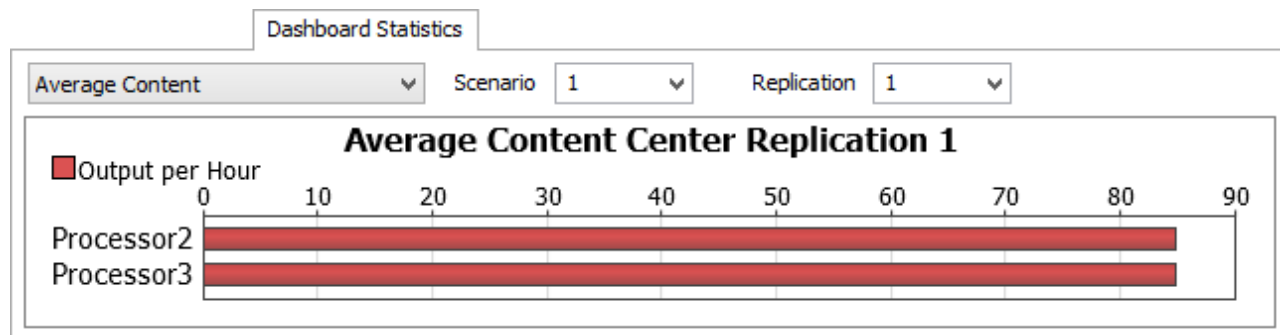 Dashboard Statistics
Average Content Scenario 1 Replication 1
Average Content Center Replication 1
Output per Hour
0 10 20 30 40 50 60 70 80 90
Processor2
Processor3